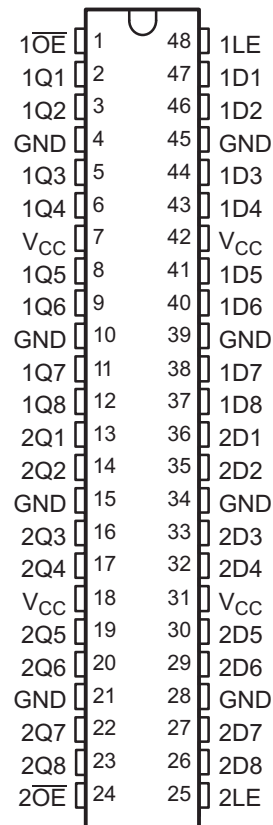 1O̅E̅ 1 48 1LE
1Q1 2 47 1D1
1Q2 3 46 1D2
GND 4 45 GND
1Q3 5 44 1D3
1Q4 6 43 1D4
VCC 7 42 VCC
1Q5 8 41 1D5
1Q6 9 40 1D6
GND 10 39 GND
1Q7 11 38 1D7
1Q8 12 37 1D8
2Q1 13 36 2D1
2Q2 14 35 2D2
GND 15 34 GND
2Q3 16 33 2D3
2Q4 17 32 2D4
VCC 18 31 VCC
2Q5 19 30 2D5
2Q6 20 29 2D6
GND 21 28 GND
2Q7 22 27 2D7
2Q8 23 26 2D8
2O̅E̅ 24 25 2LE